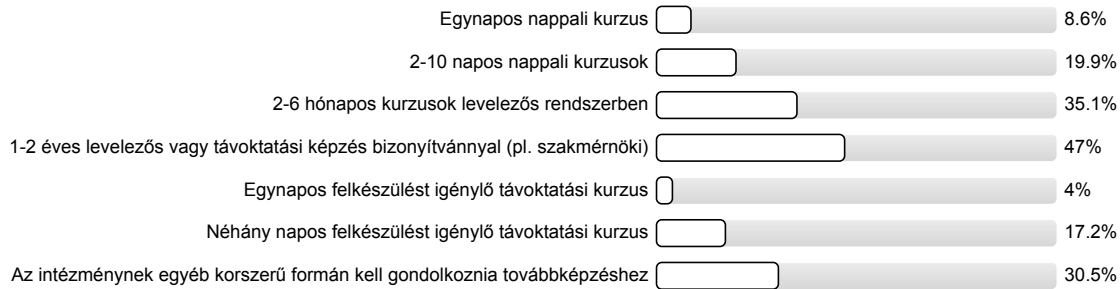 Egynapos nappali kurzus 8.6%
2-10 napos nappali kurzusok 19.9%
2-6 hónapos kurzusok levelezős rendszerben 35.1%
1-2 éves levelezős vagy távoktatási képzés bizonyítvánnyal (pl. szakmérnöki) 47%
Egynapos felkészülést igénylő távoktatási kurzus 4%
Néhány napos felkészülést igénylő távoktatási kurzus 17.2%
Az intézménynek egyéb korszerű formán kell gondolkoznia továbbképzéshez 30.5%